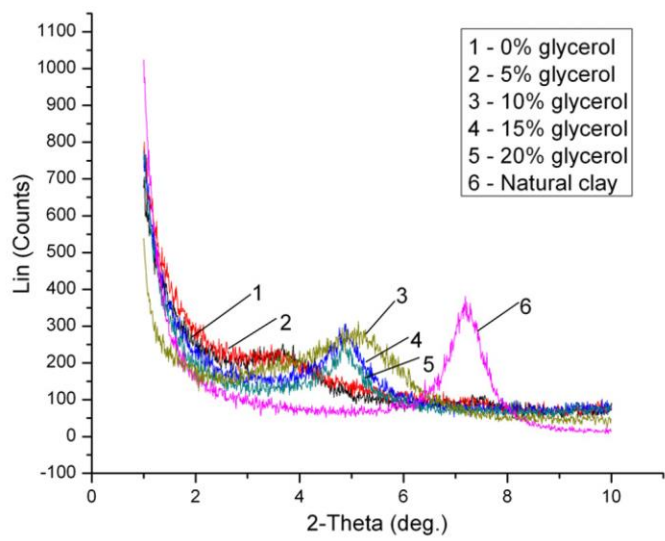 1100
1000
900
800
700
600
500
400
300
200
100
0
-100
Lin (Counts)
1 - 0% glycerol
2 - 5% glycerol
3 - 10% glycerol
4 - 15% glycerol
5 - 20% glycerol
6 - Natural clay
1
2
3
4
5
6
0 2 4 6 8 10
2-Theta (deg.)